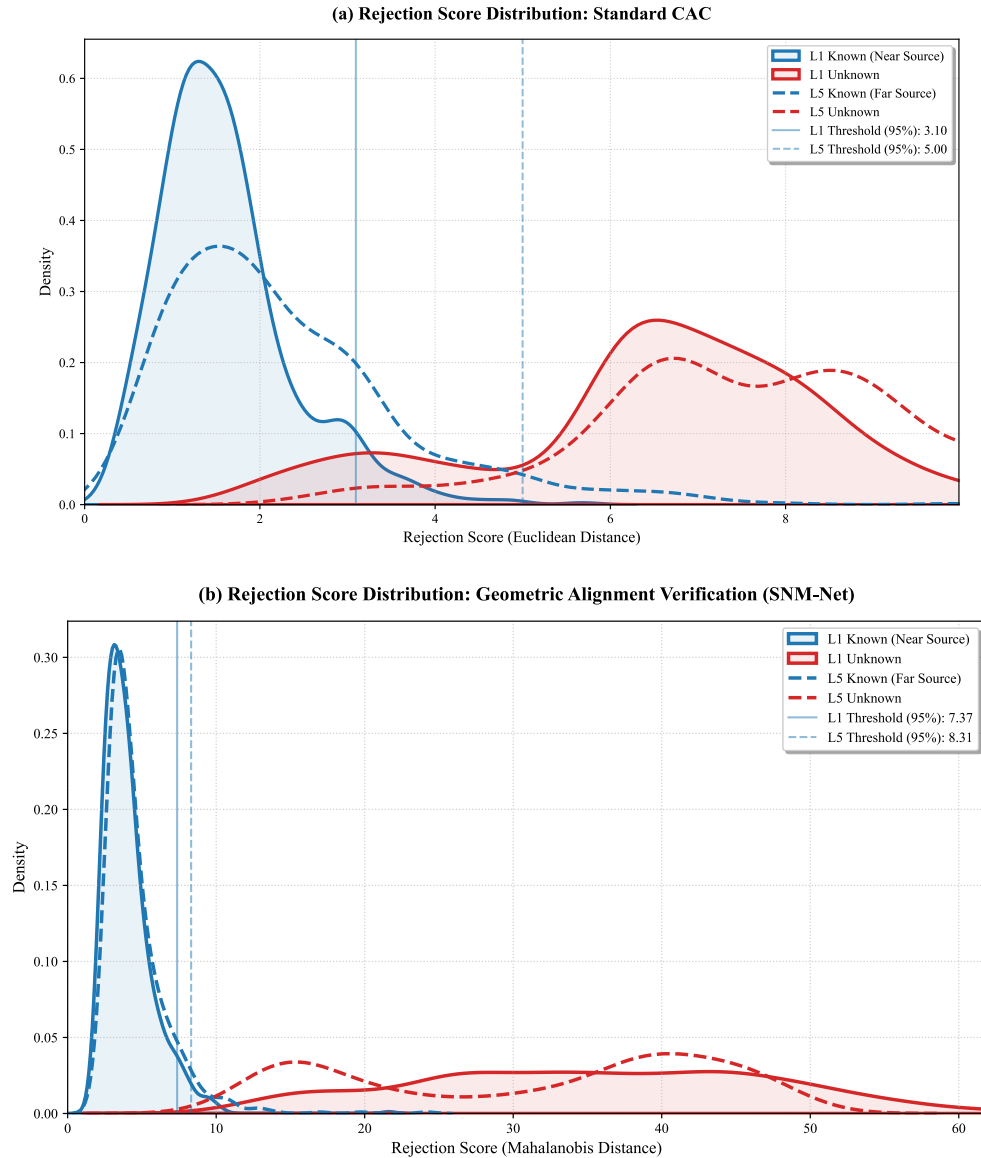 (a) Rejection Score Distribution: Standard CAC
L1 Known (Near Source)
L1 Unknown
L5 Known (Far Source)
L5 Unknown
L1 Threshold (95%): 3.10
L5 Threshold (95%): 5.00
0.6
0.5
0.4
0.3
0.2
0.1
0.0
Density
0 2 4 6 8
Rejection Score (Euclidean Distance)
(b) Rejection Score Distribution: Geometric Alignment Verification (SNM-Net)
L1 Known (Near Source)
L1 Unknown
L5 Known (Far Source)
L5 Unknown
L1 Threshold (95%): 7.37
L5 Threshold (95%): 8.31
0.30
0.25
0.20
0.15
0.10
0.05
0.00
Density
0 10 20 30 40 50 60
Rejection Score (Mahalanobis Distance)